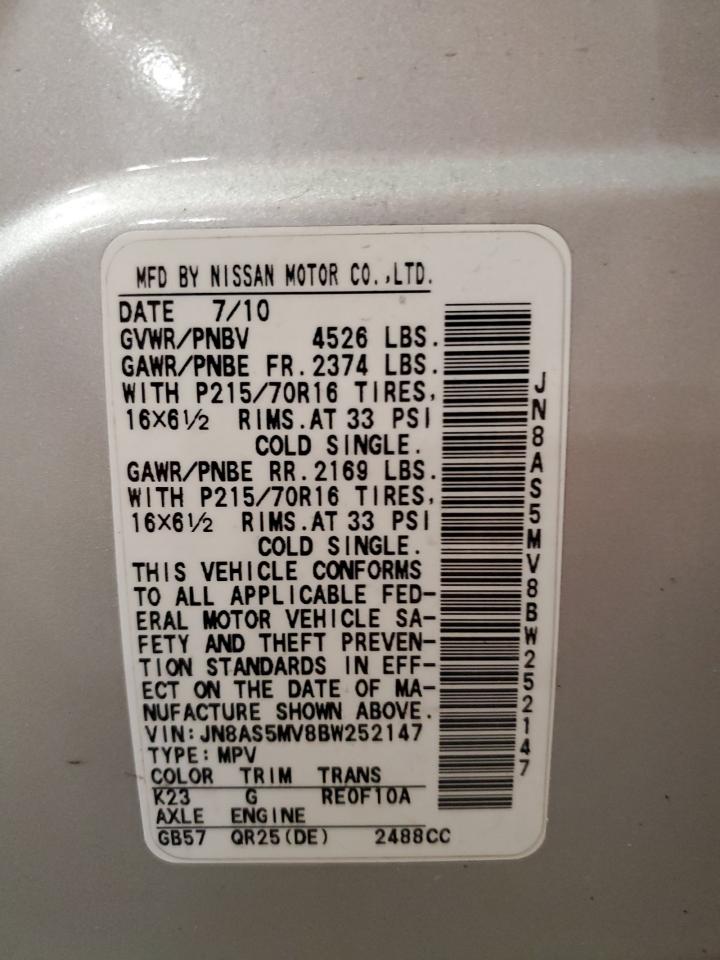 MFD BY NISSAN MOTOR CO.,LTD.
DATE 7/10
GVWR/PNBV 4526 LBS.
GAWR/PNBE FR.2374 LBS.
WITH P215/70R16 TIRES,
16×6½ RIMS.AT 33 PSI
COLD SINGLE.
GAWR/PNBE RR.2169 LBS.
WITH P215/70R16 TIRES,
16×6½ RIMS.AT 33 PSI
COLD SINGLE.
THIS VEHICLE CONFORMS
TO ALL APPLICABLE FED-
ERAL MOTOR VEHICLE SA-
FETY AND THEFT PREVEN-
TION STANDARDS IN EFF-
ECT ON THE DATE OF MA-
NUFACTURE SHOWN ABOVE.
VIN:JN8AS5MV8BW252147
TYPE:MPV
COLOR TRIM TRANS
K23 G RE0F10A
AXLE ENGINE
GB57 QR25(DE) 2488CC
JN8AS5MV8BW252147